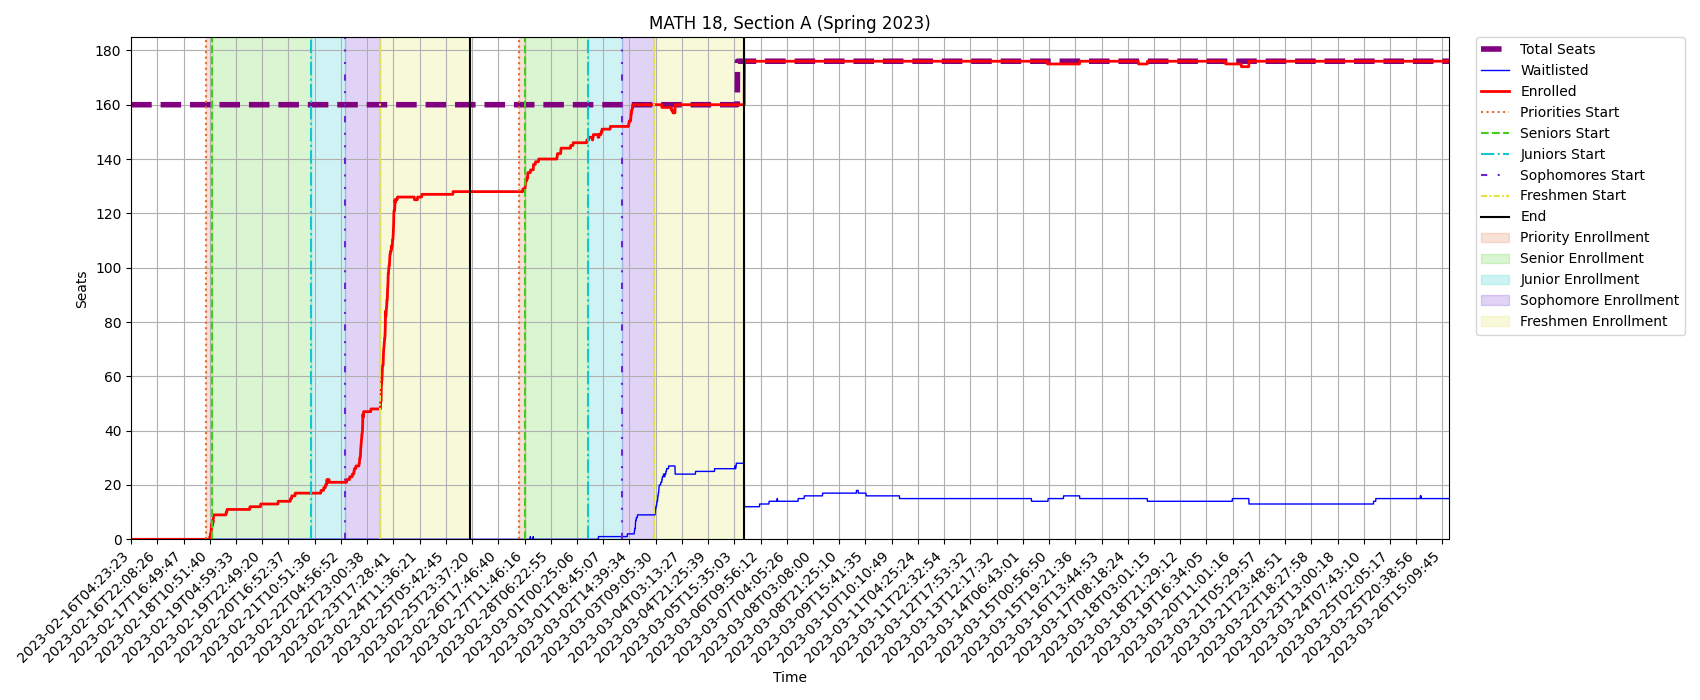 MATH 18, Section A (Spring 2023)
Seats
180
160
140
120
100
80
60
40
20
0
2023-02-16T04:23:23
2023-02-16T22:08:26
2023-02-17T16:49:47
2023-02-18T10:51:40
2023-02-19T04:59:33
2023-02-19T22:49:20
2023-02-20T16:52:37
2023-02-21T10:51:36
2023-02-22T04:56:52
2023-02-22T23:00:38
2023-02-23T17:28:41
2023-02-24T11:36:21
2023-02-25T05:42:45
2023-02-25T23:37:20
2023-02-26T17:46:40
2023-02-27T11:46:16
2023-02-28T06:22:55
2023-03-01T00:25:06
2023-03-01T18:45:07
2023-03-02T14:39:34
2023-03-03T09:05:30
2023-03-04T03:13:27
2023-03-04T21:25:39
2023-03-05T15:35:03
2023-03-06T09:56:12
2023-03-07T04:05:26
2023-03-08T03:08:00
2023-03-08T21:25:10
2023-03-09T15:41:35
2023-03-10T10:10:49
2023-03-11T04:25:24
2023-03-11T22:32:54
2023-03-12T17:53:32
2023-03-13T12:17:32
2023-03-14T06:43:01
2023-03-15T00:56:50
2023-03-15T19:21:36
2023-03-16T13:44:53
2023-03-17T08:18:24
2023-03-18T03:01:15
2023-03-18T21:29:12
2023-03-19T16:34:05
2023-03-20T11:01:16
2023-03-21T05:29:57
2023-03-21T23:48:51
2023-03-22T18:27:58
2023-03-23T13:00:18
2023-03-24T07:43:10
2023-03-25T02:05:17
2023-03-25T20:38:56
2023-03-26T15:09:45
Time
Total Seats
Waitlisted
Enrolled
Priorities Start
Seniors Start
Juniors Start
Sophomores Start
Freshmen Start
End
Priority Enrollment
Senior Enrollment
Junior Enrollment
Sophomore Enrollment
Freshmen Enrollment